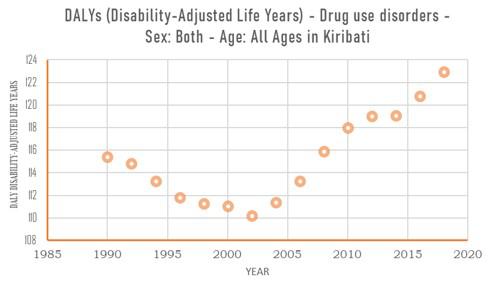 DALYs (Disability-Adjusted Life Years) - Drug use disorders -
Sex: Both - Age: All Ages in Kiribati
DALY DISABILITY-ADJUSTED LIFE YEARS
124
122
120
118
116
114
112
110
108
1985 1990 1995 2000 2005 2010 2015 2020
YEAR